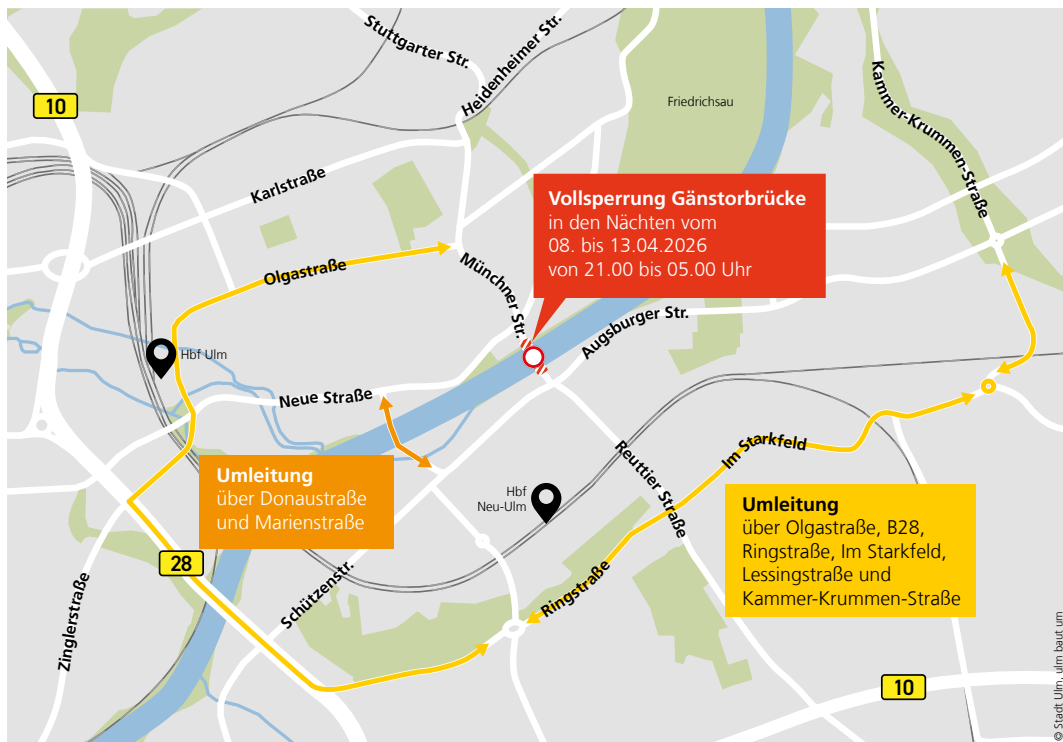 Stuttgarter Str.
Heidenheimer Str.
10
Friedrichsau
Kammer-Krummen-Straße
Karlstraße
Vollsperrung Gänstorbrücke
in den Nächten vom
08. bis 13.04.2026
von 21.00 bis 05.00 Uhr
Olgastraße
Münchner Str.
Augsburger Str.
Hbf Ulm
Neue Straße
Im Starkfeld
Reuttier Straße
Umleitung
über Donaustraße
und Marienstraße
Hbf
Neu-Ulm
Umleitung
über Olgastraße, B28,
Ringstraße, Im Starkfeld,
Lessingstraße und
Kammer-Krummen-Straße
28
Schützenstr.
Ringstraße
Zinglerstraße
10
© Stadt Ulm, ulm baut um